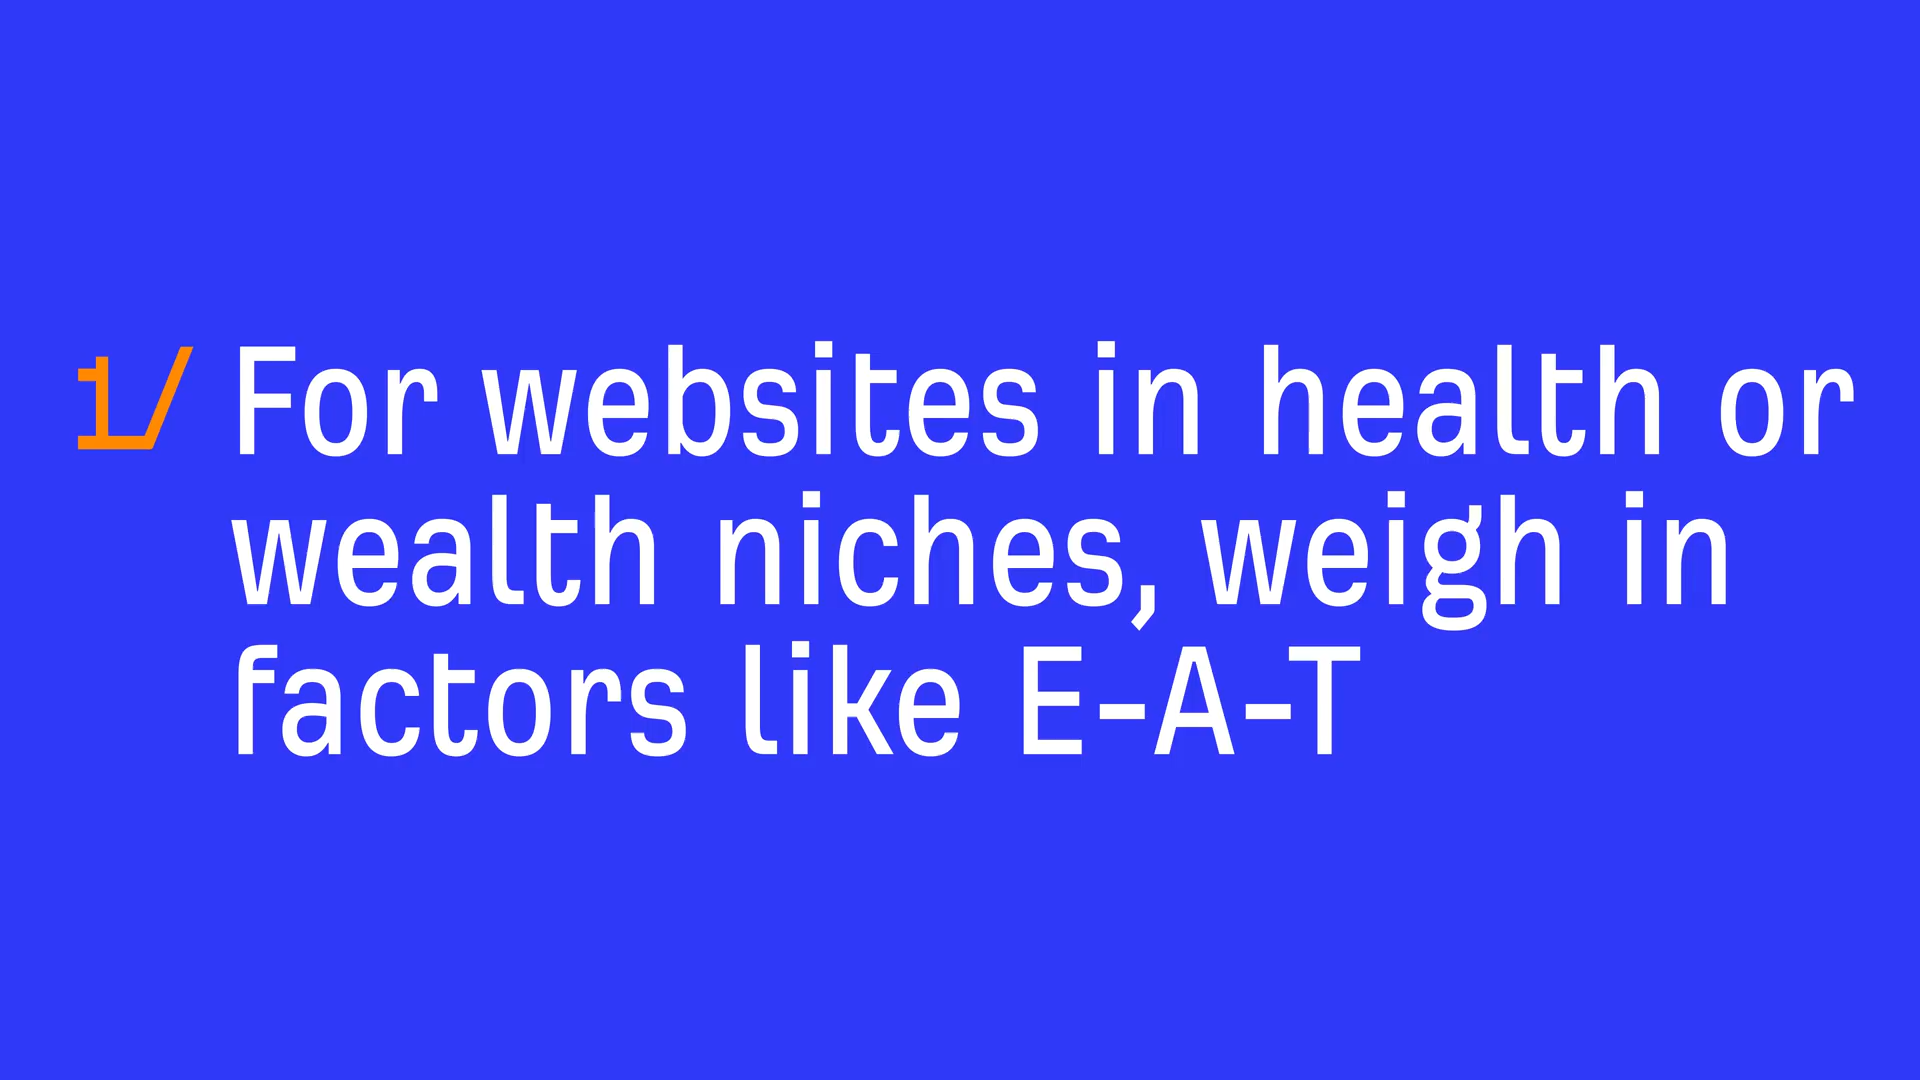 1/ For websites in health or
wealth niches, weigh in
factors like E-A-T